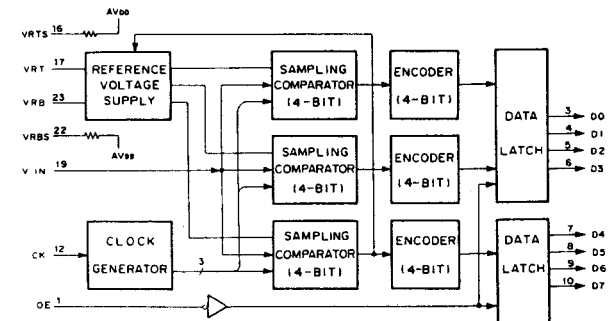 AVDD
VRTS 16
VRT 17
VRB 23
VRBS 22
AVSS
V IN 19
CK 12
OE 1
REFERENCE
VOLTAGE
SUPPLY
CLOCK
GENERATOR
3
SAMPLING
COMPARATOR
(4-BIT)
SAMPLING
COMPARATOR
(4-BIT)
SAMPLING
COMPARATOR
(4-BIT)
ENCODER
(4-BIT)
ENCODER
(4-BIT)
ENCODER
(4-BIT)
DATA
LATCH
DATA
LATCH
3 D0
4 D1
5 D2
6 D3
7 D4
8 D5
9 D6
10 D7